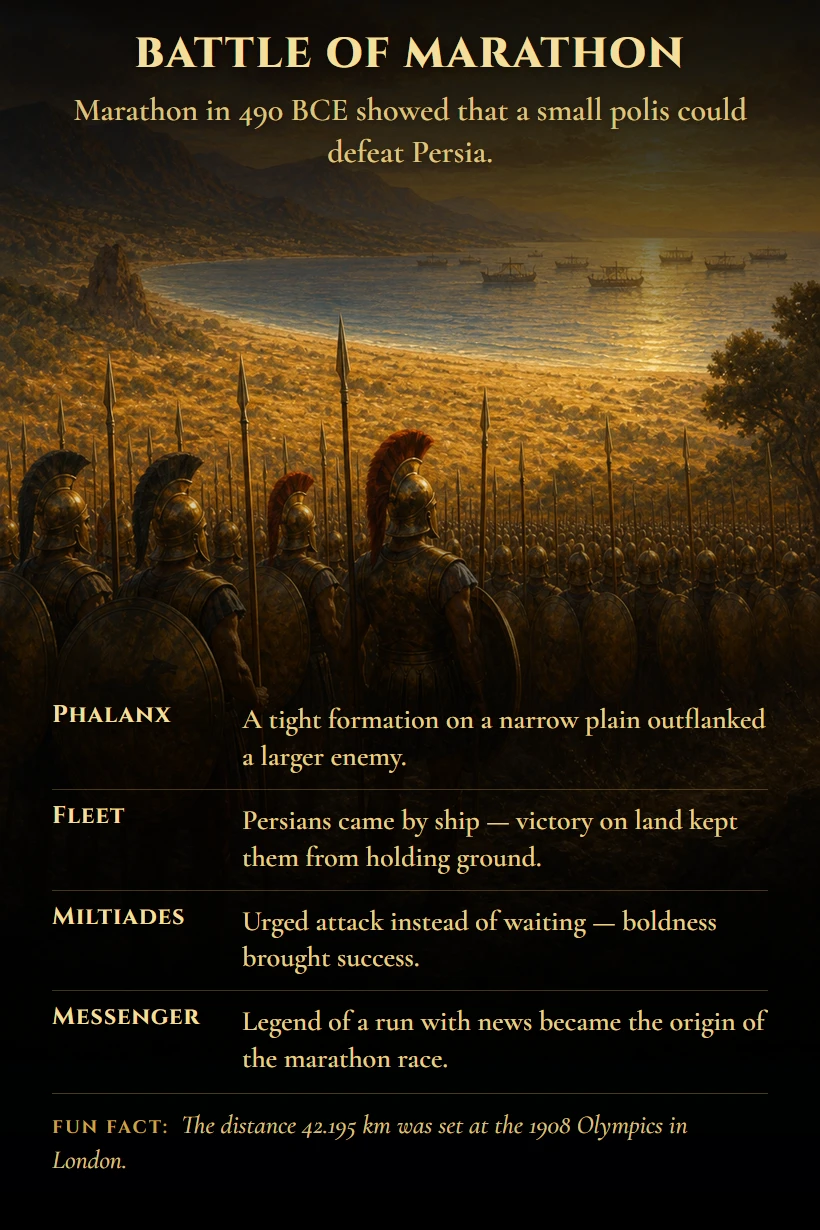 BATTLE OF MARATHON
Marathon in 490 BCE showed that a small polis could
defeat Persia.
PHALANX
A tight formation on a narrow plain outflanked
a larger enemy.
FLEET
Persians came by ship — victory on land kept
them from holding ground.
MILTIADES
Urged attack instead of waiting — boldness
brought success.
MESSENGER
Legend of a run with news became the origin of
the marathon race.
FUN FACT: The distance 42.195 km was set at the 1908 Olympics in
London.